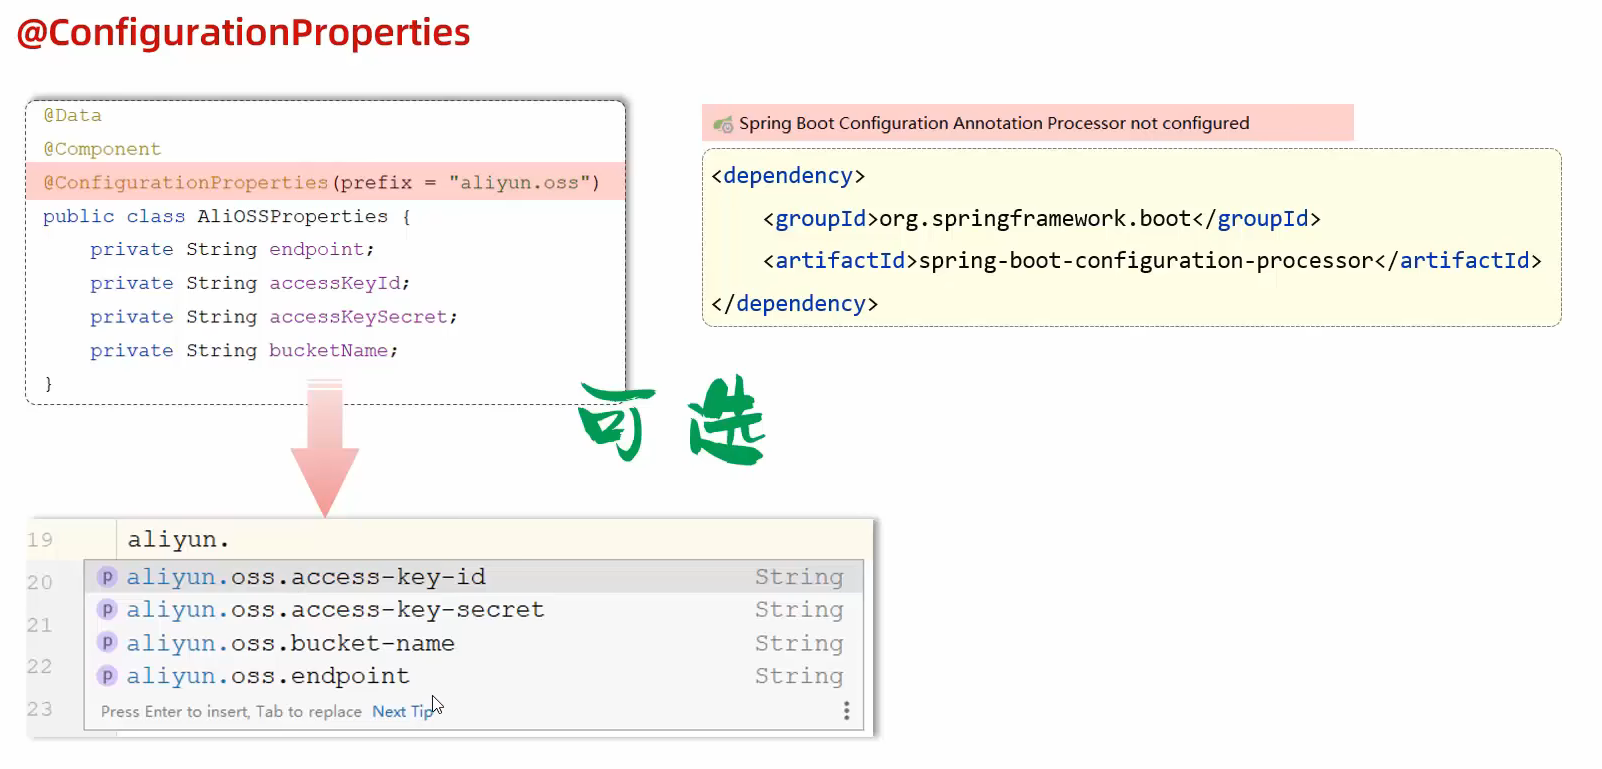 @ConfigurationProperties
@Data
@Component
@ConfigurationProperties(prefix = "aliyun.oss")
public class AliOSSProperties {
    private String endpoint;
    private String accessKeyId;
    private String accessKeySecret;
    private String bucketName;
}
Spring Boot Configuration Annotation Processor not configured
<dependency>
    <groupId>org.springframework.boot</groupId>
    <artifactId>spring-boot-configuration-processor</artifactId>
</dependency>
可选
19 aliyun.
20 p aliyun.oss.access-key-id String
p aliyun.oss.access-key-secret String
21 p aliyun.oss.bucket-name String
22 p aliyun.oss.endpoint String
23 Press Enter to insert, Tab to replace Next Tip